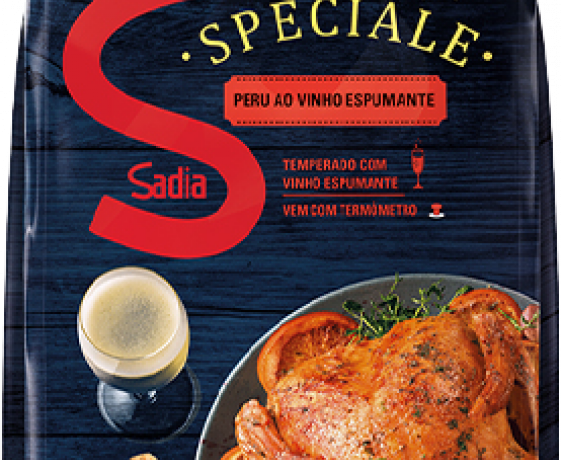 SPECIALE
PERU AO VINHO ESPUMANTE
Sadia
TEMPERADO COM
VINHO ESPUMANTE
VEM COM TERMÔMETRO